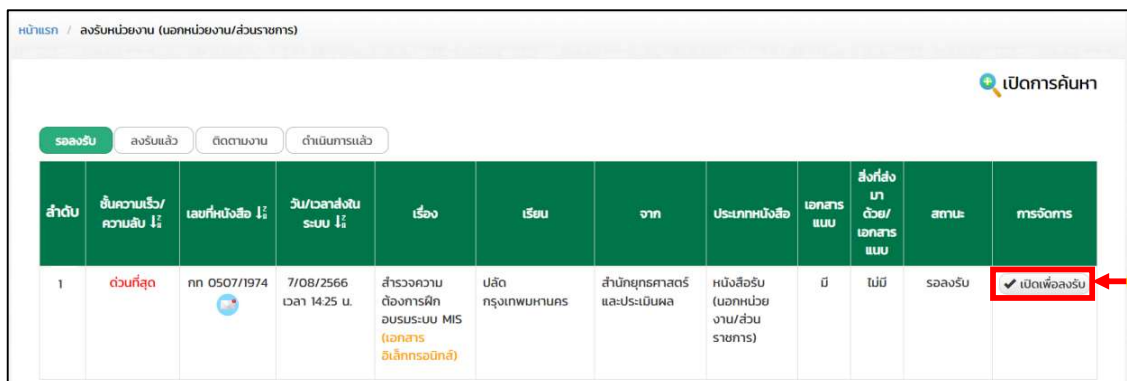 หน้าแรก / ลงรับหน่วยงาน (นอกหน่วยงาน/ส่วนราชการ)
เปิดการค้นหา
รอลงรับ ลงรับแล้ว ติดตามงาน ดำเนินการแล้ว
ลำดับ ชั้นความเร็ว/ความลับ เลขที่หนังสือ วัน/เวลาส่งในระบบ เรื่อง เรียน จาก ประเภทหนังสือ เอกสารแนบ สิ่งที่ส่งมาด้วย/เอกสารแนบ สถานะ การจัดการ
1 ด่วนที่สุด กท 0507/1974 7/08/2566 สำรวจความ ปลัด สำนักยุทธศาสตร์ หนังสือรับ มี ไม่มี รอลงรับ เปิดเพื่อลงรับ
เวลา 14:25 น. ต้องการฝึก กรุงเทพมหานคร และประเมินผล (นอกหน่วย
อบรมระบบ MIS งาน/ส่วน
(เอกสาร ราชการ)
อิเล็กทรอนิกส์)